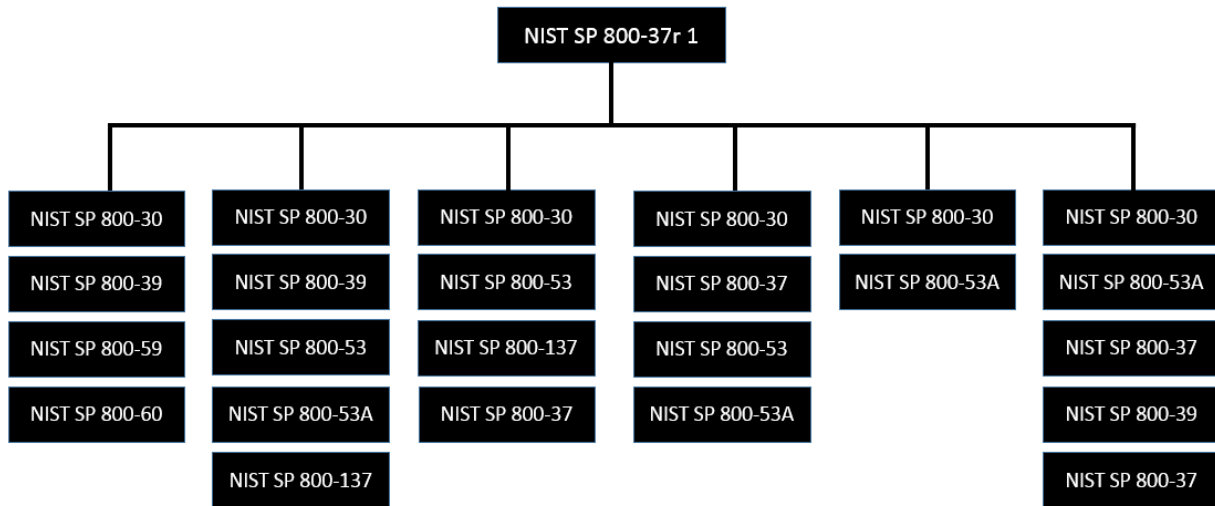 NIST SP 800-37r 1
NIST SP 800-30
NIST SP 800-39
NIST SP 800-59
NIST SP 800-60
NIST SP 800-30
NIST SP 800-39
NIST SP 800-53
NIST SP 800-53A
NIST SP 800-137
NIST SP 800-30
NIST SP 800-53
NIST SP 800-137
NIST SP 800-37
NIST SP 800-30
NIST SP 800-37
NIST SP 800-53
NIST SP 800-53A
NIST SP 800-30
NIST SP 800-53A
NIST SP 800-30
NIST SP 800-53A
NIST SP 800-37
NIST SP 800-39
NIST SP 800-37